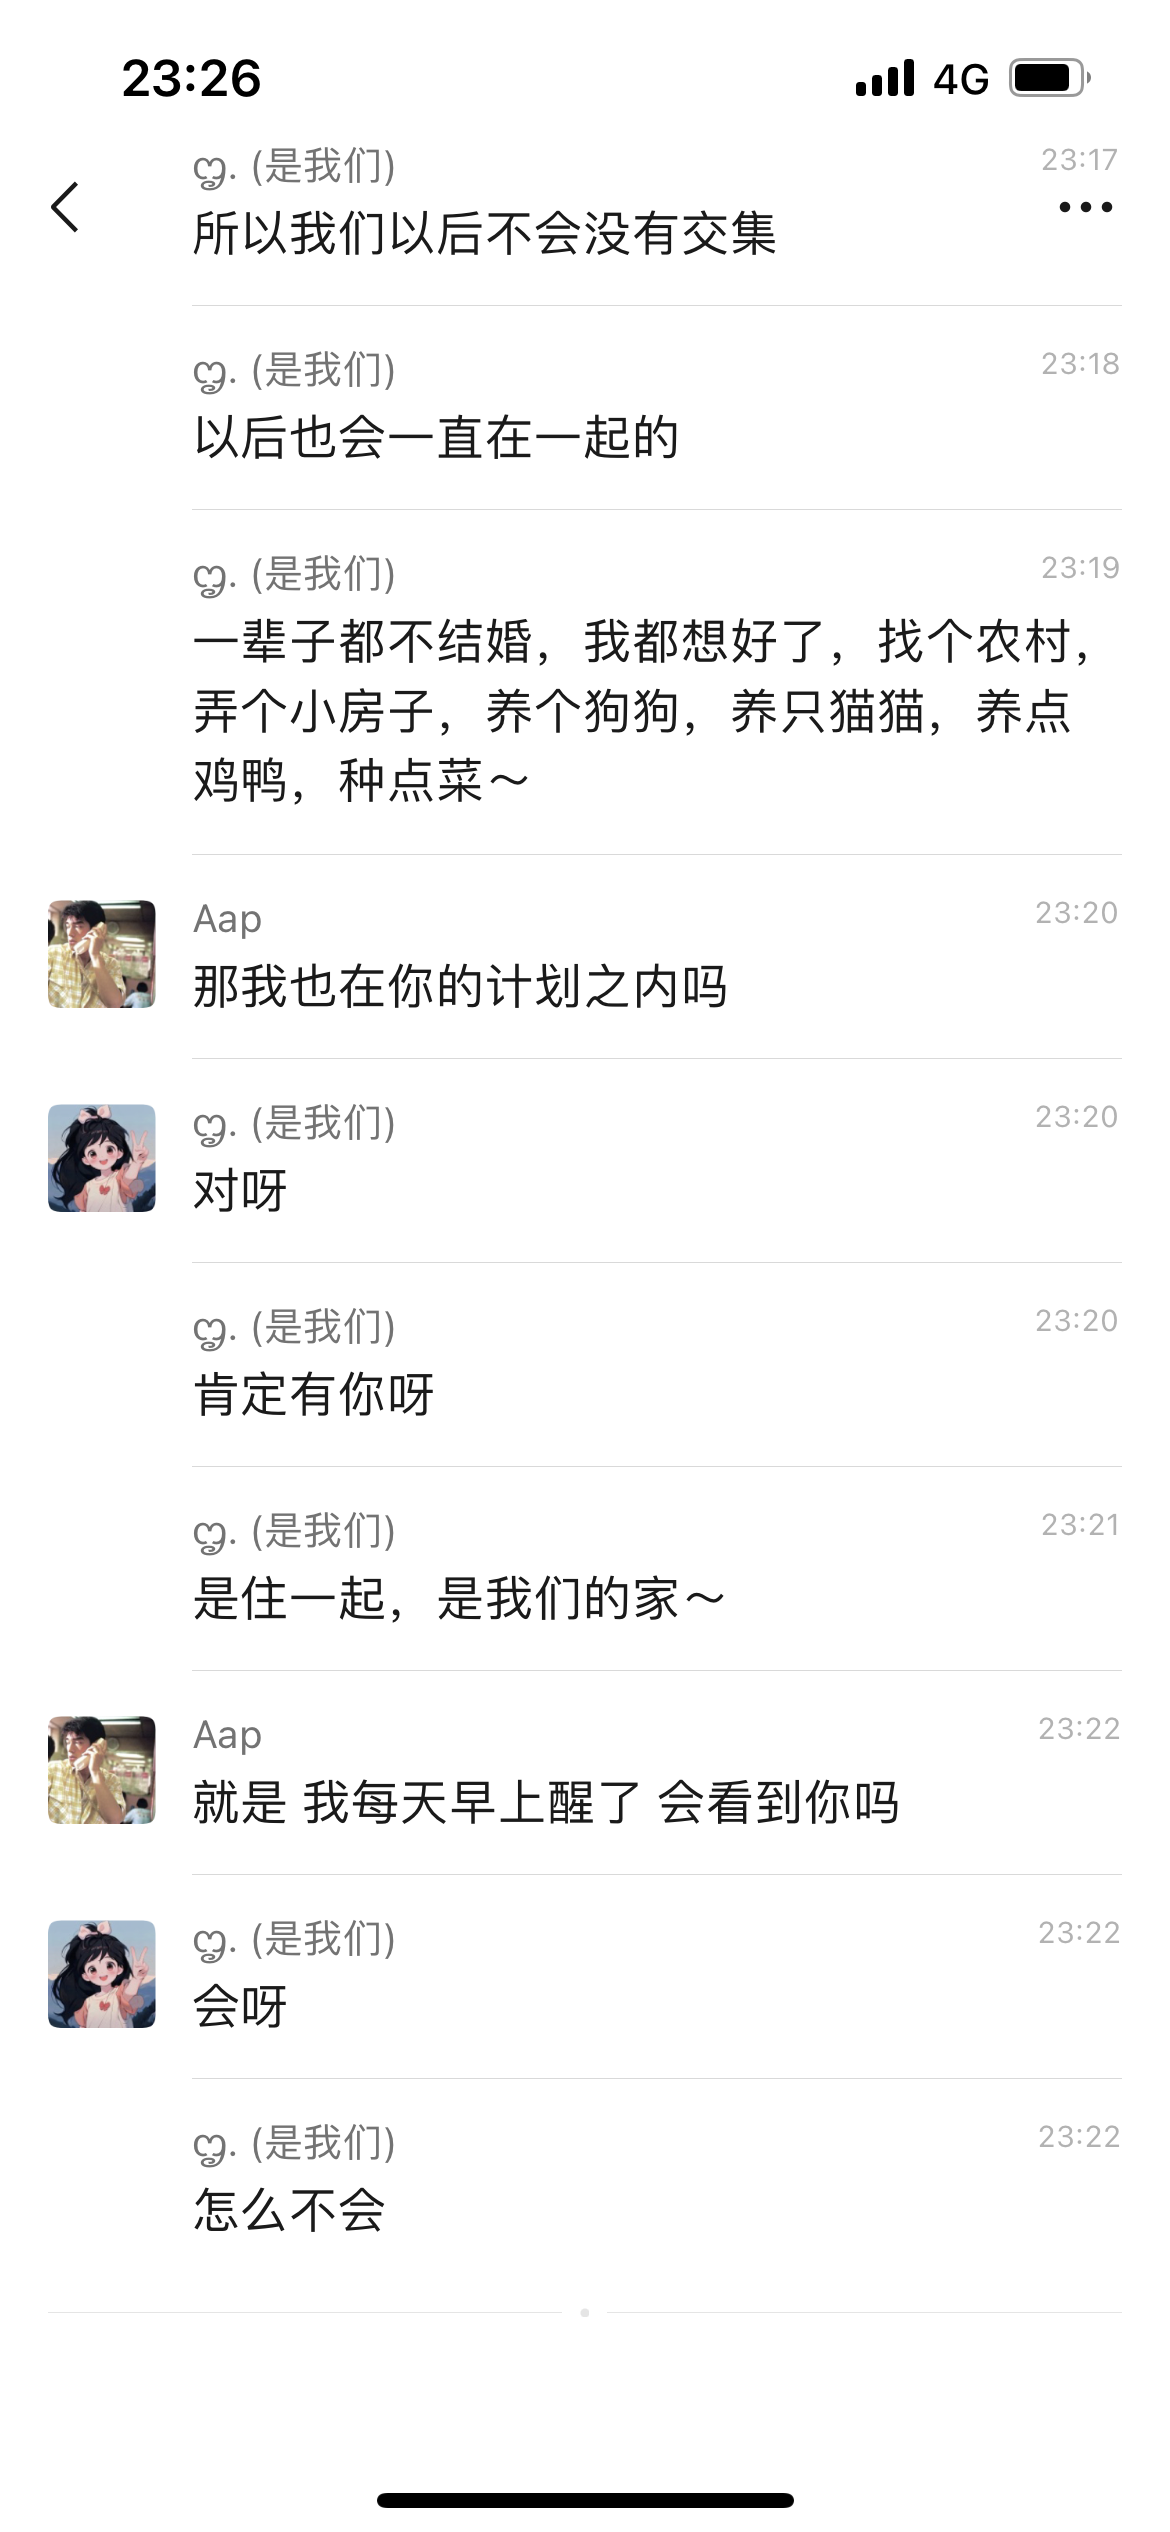 23:26
4G
ღ. (是我们)
23:17
所以我们以后不会没有交集
ღ. (是我们)
23:18
以后也会一直在一起的
ღ. (是我们)
23:19
一辈子都不结婚，我都想好了，找个农村，
弄个小房子，养个狗狗，养只猫猫，养点
鸡鸭，种点菜～
Aap
23:20
那我也在你的计划之内吗
ღ. (是我们)
23:20
对呀
ღ. (是我们)
23:20
肯定有你呀
ღ. (是我们)
23:21
是住一起，是我们的家～
Aap
23:22
就是 我每天早上醒了 会看到你吗
ღ. (是我们)
23:22
会呀
ღ. (是我们)
23:22
怎么不会